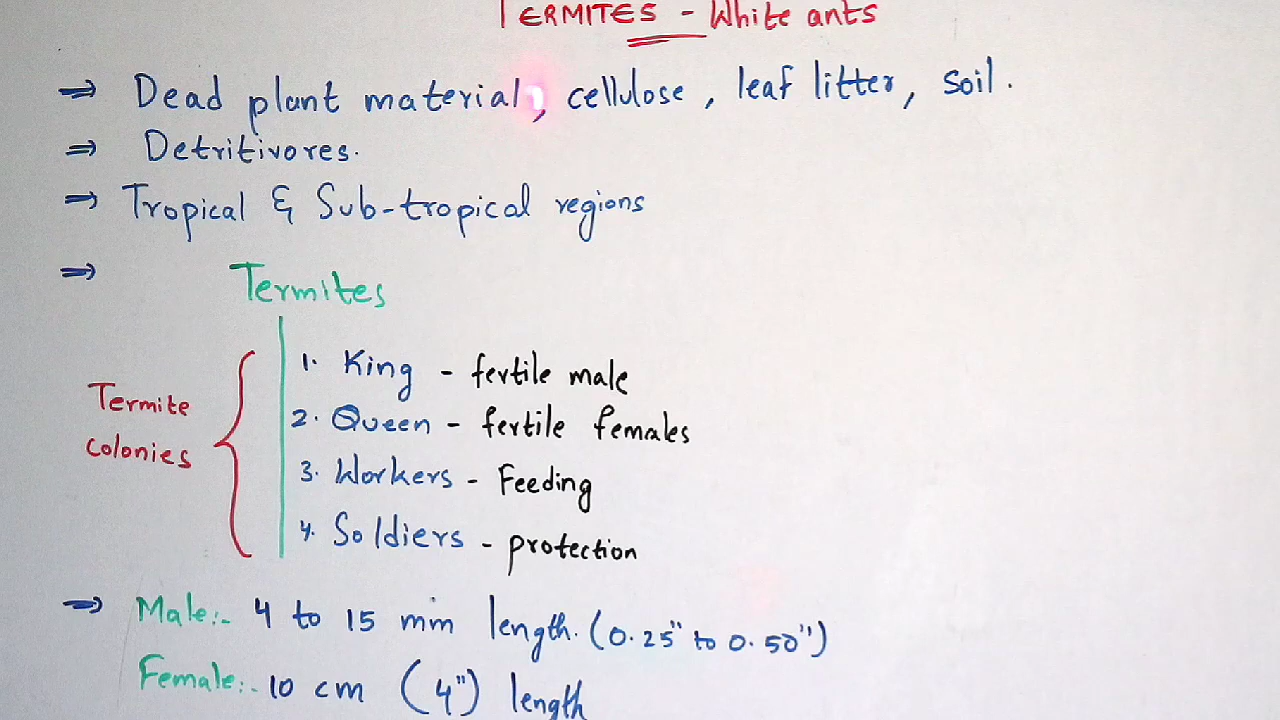 TERMITES - White ants
⇒ Dead plant material, cellulose, leaf litter, soil.
⇒ Detritivores.
⇒ Tropical & Sub-tropical regions
⇒ Termites
Termite colonies
1. King - fertile male
2. Queen - fertile females
3. Workers - Feeding
4. Soldiers - protection
⇒ Male:- 4 to 15 mm length. (0.25" to 0.50")
Female:- 10 cm (4") length